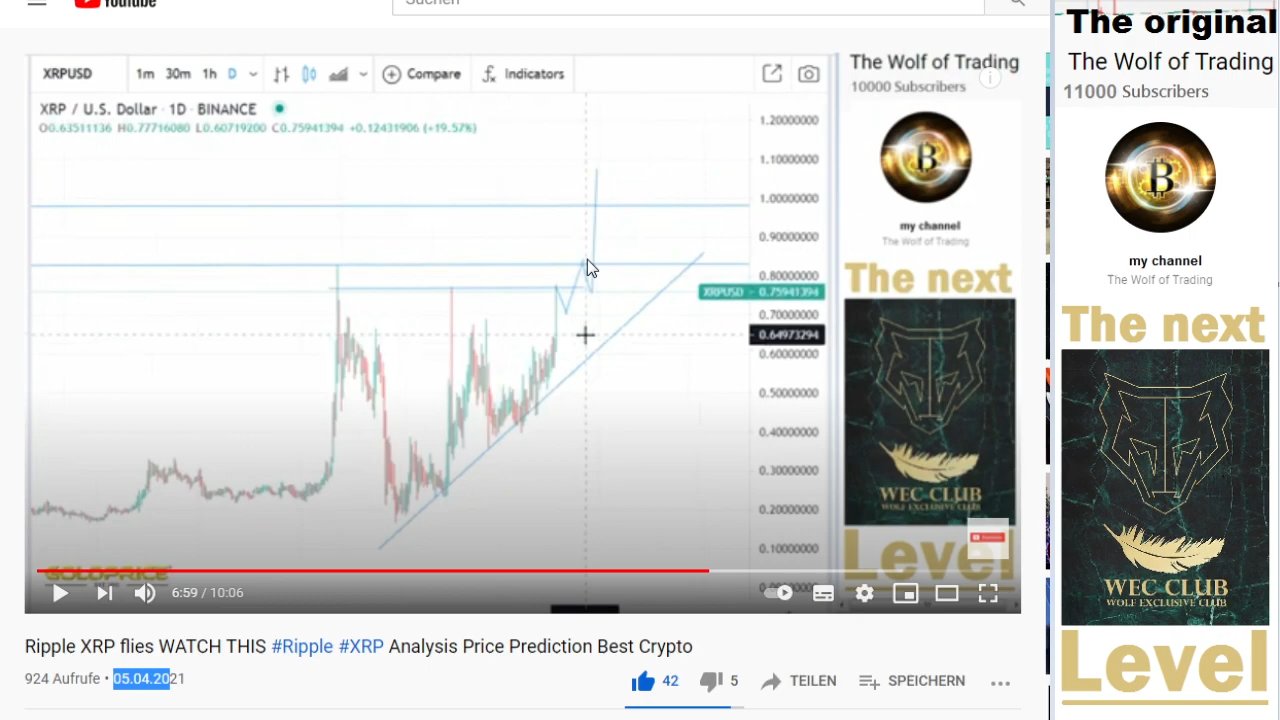 YouTube
Suchen
XRPUSD 1m 30m 1h D Compare Indicators
XRP / U.S. Dollar · 1D · BINANCE
O0.63511136 H0.77716080 L0.60719200 C0.75941394 +0.12431906 (+19.57%)
1.20000000
1.10000000
1.00000000
0.90000000
0.80000000
XRPUSD - 0.75941394
0.70000000
0.64973294
0.60000000
0.50000000
0.40000000
0.30000000
0.20000000
0.10000000
GOLDPRICE
6:59 / 10:06
The Wolf of Trading
10000 Subscribers
B
my channel
The Wolf of Trading
The next
WEC CLUB
WOLF EXCLUSIVE CLUB
Level
Ripple XRP flies WATCH THIS #Ripple #XRP Analysis Price Prediction Best Crypto
924 Aufrufe • 05.04.2021
42 5 TEILEN SPEICHERN
The original
The Wolf of Trading
11000 Subscribers
B
my channel
The Wolf of Trading
The next
WEC CLUB
WOLF EXCLUSIVE CLUB
Level